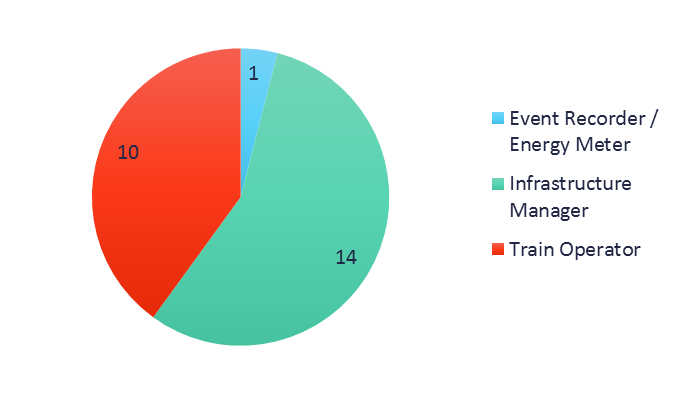 1
10
14
Event Recorder /
Energy Meter
Infrastructure
Manager
Train Operator